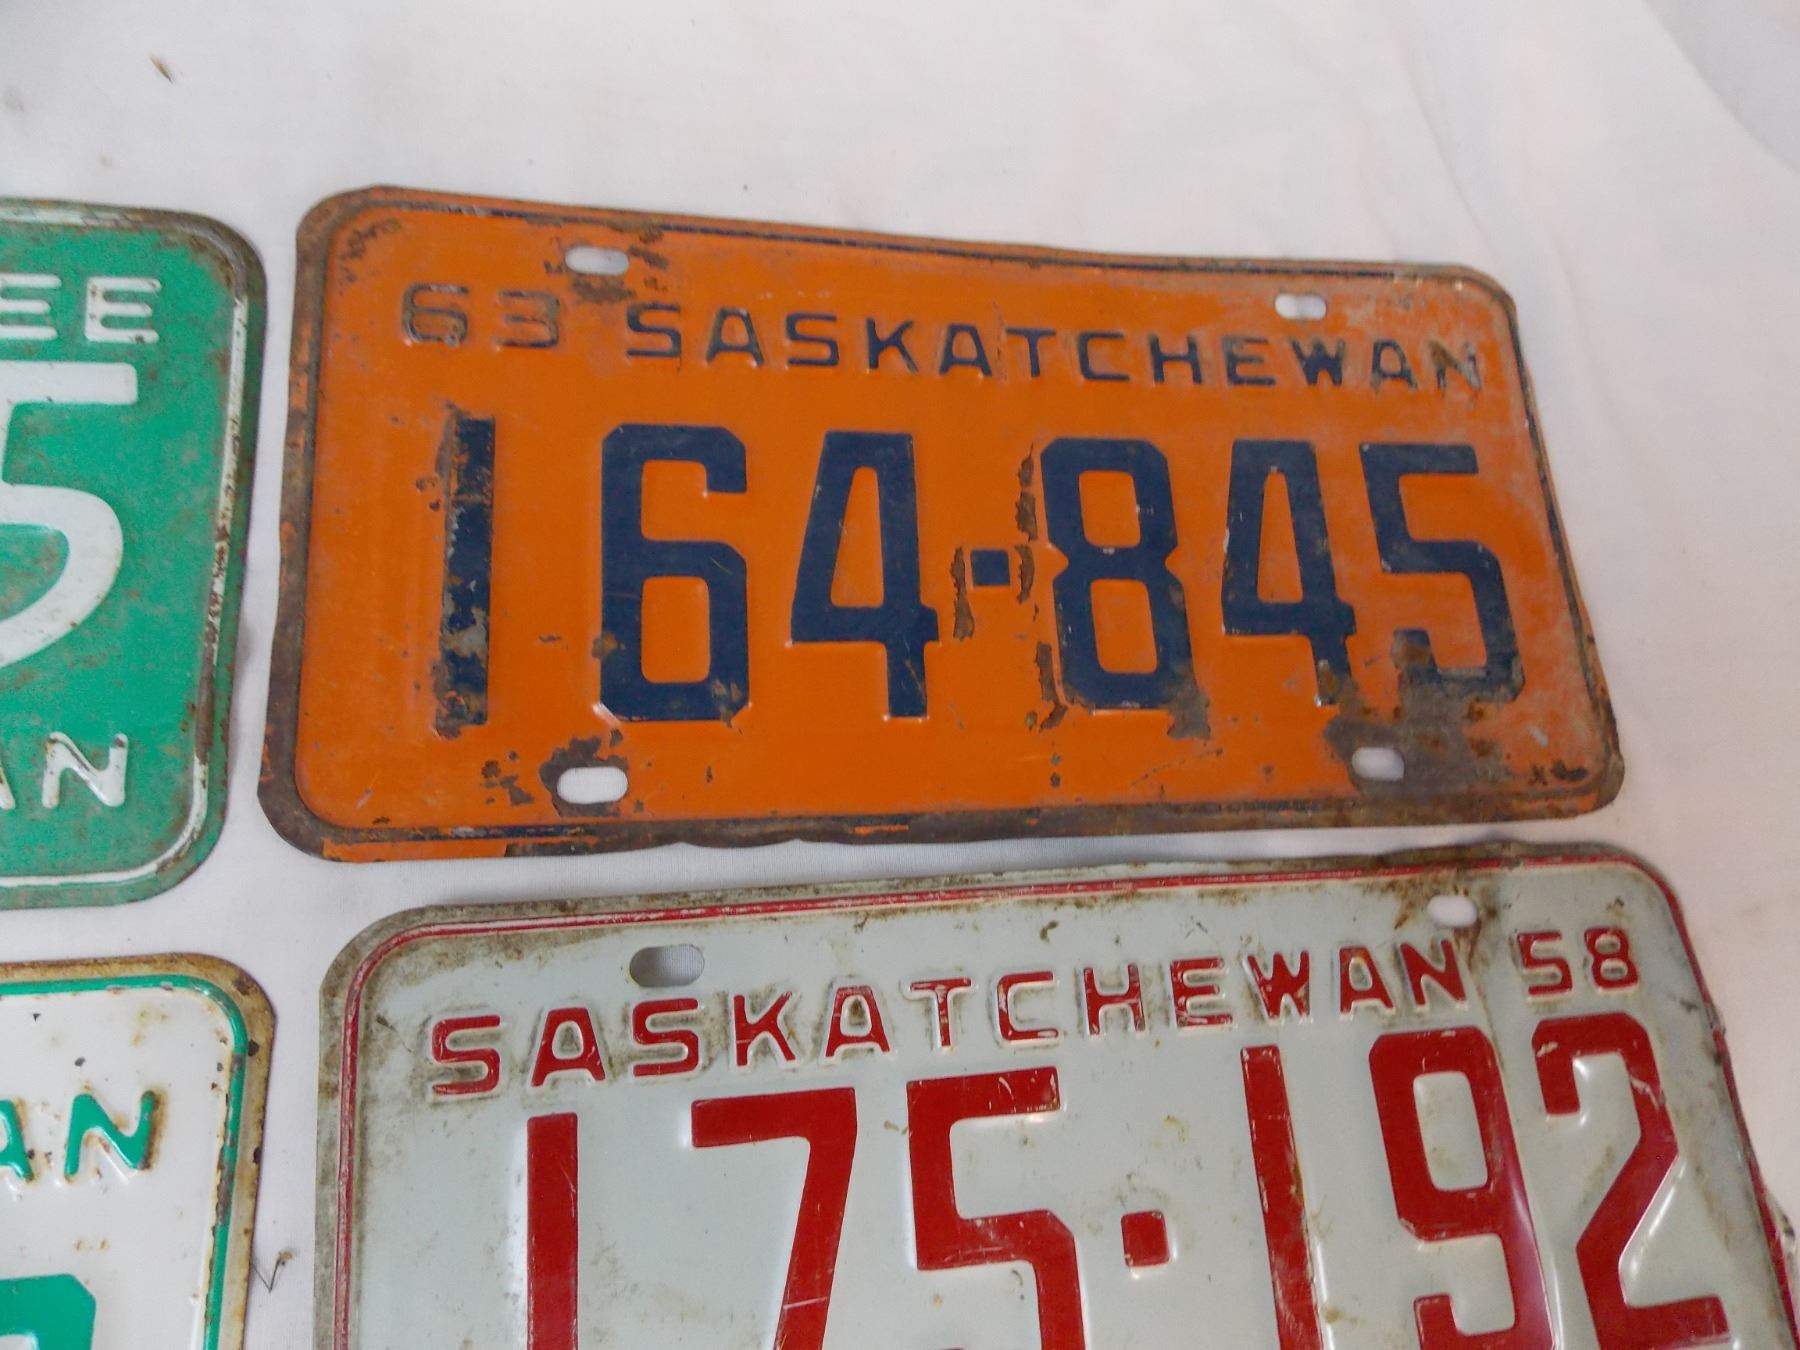 EE
5
AN
63 SASKATCHEWAN
164-845
AN
SASKATCHEWAN 58
175·192